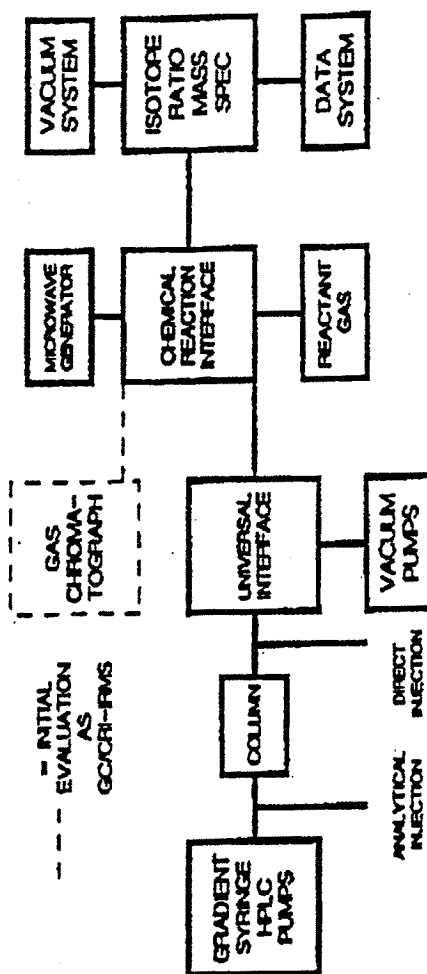 = INITIAL
EVALUATION
AS
GC/CRI-IRMS
GAS
CHROMA-
TOGRAPH
MICROWAVE
GENERATOR
VACUUM
SYSTEM
GRADIENT
SYRINGE
HPLC
PUMPS
COLUMN
UNIVERSAL
INTERFACE
CHEMICAL
REACTION
INTERFACE
ISOTOPE
RATIO
MASS
SPEC
ANALYTICAL
INJECTION
DIRECT
INJECTION
VACUUM
PUMPS
REACTANT
GAS
DATA
SYSTEM